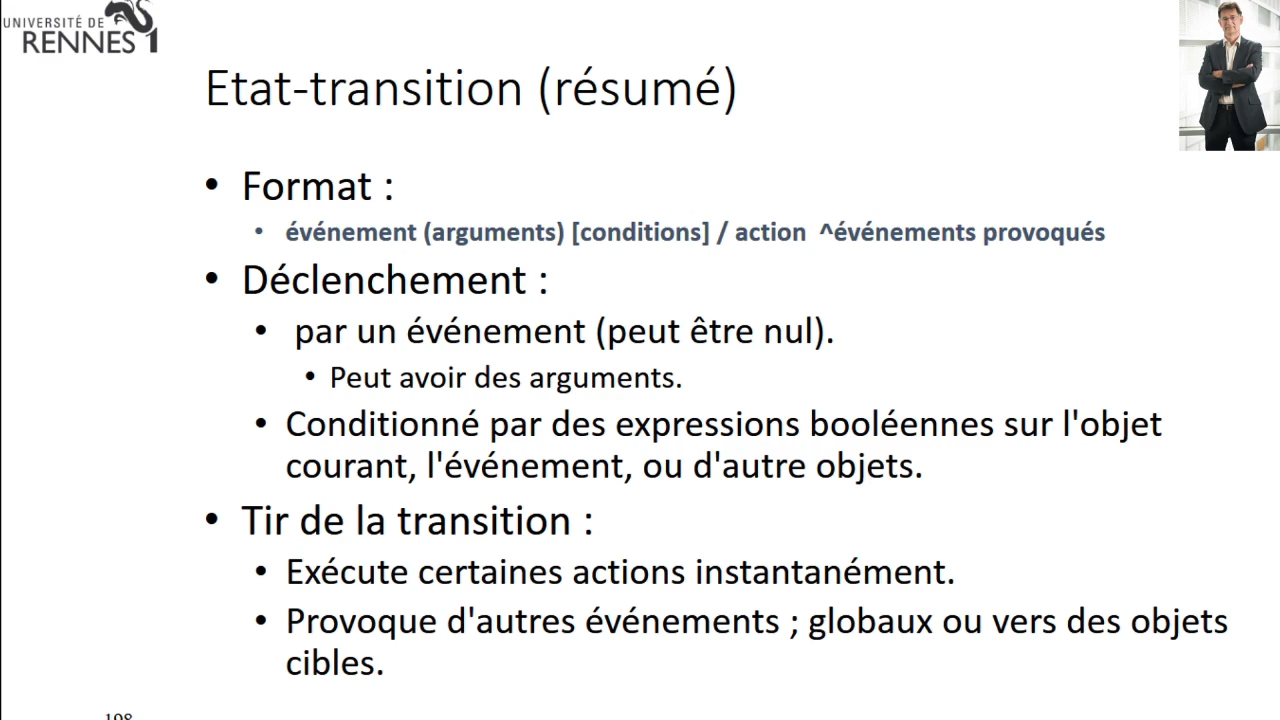 UNIVERSITÉ DE
RENNES 1
Etat-transition (résumé)
• Format :
• événement (arguments) [conditions] / action ^événements provoqués
• Déclenchement :
• par un événement (peut être nul).
• Peut avoir des arguments.
• Conditionné par des expressions booléennes sur l'objet
courant, l'événement, ou d'autre objets.
• Tir de la transition :
• Exécute certaines actions instantanément.
• Provoque d'autres événements ; globaux ou vers des objets
cibles.